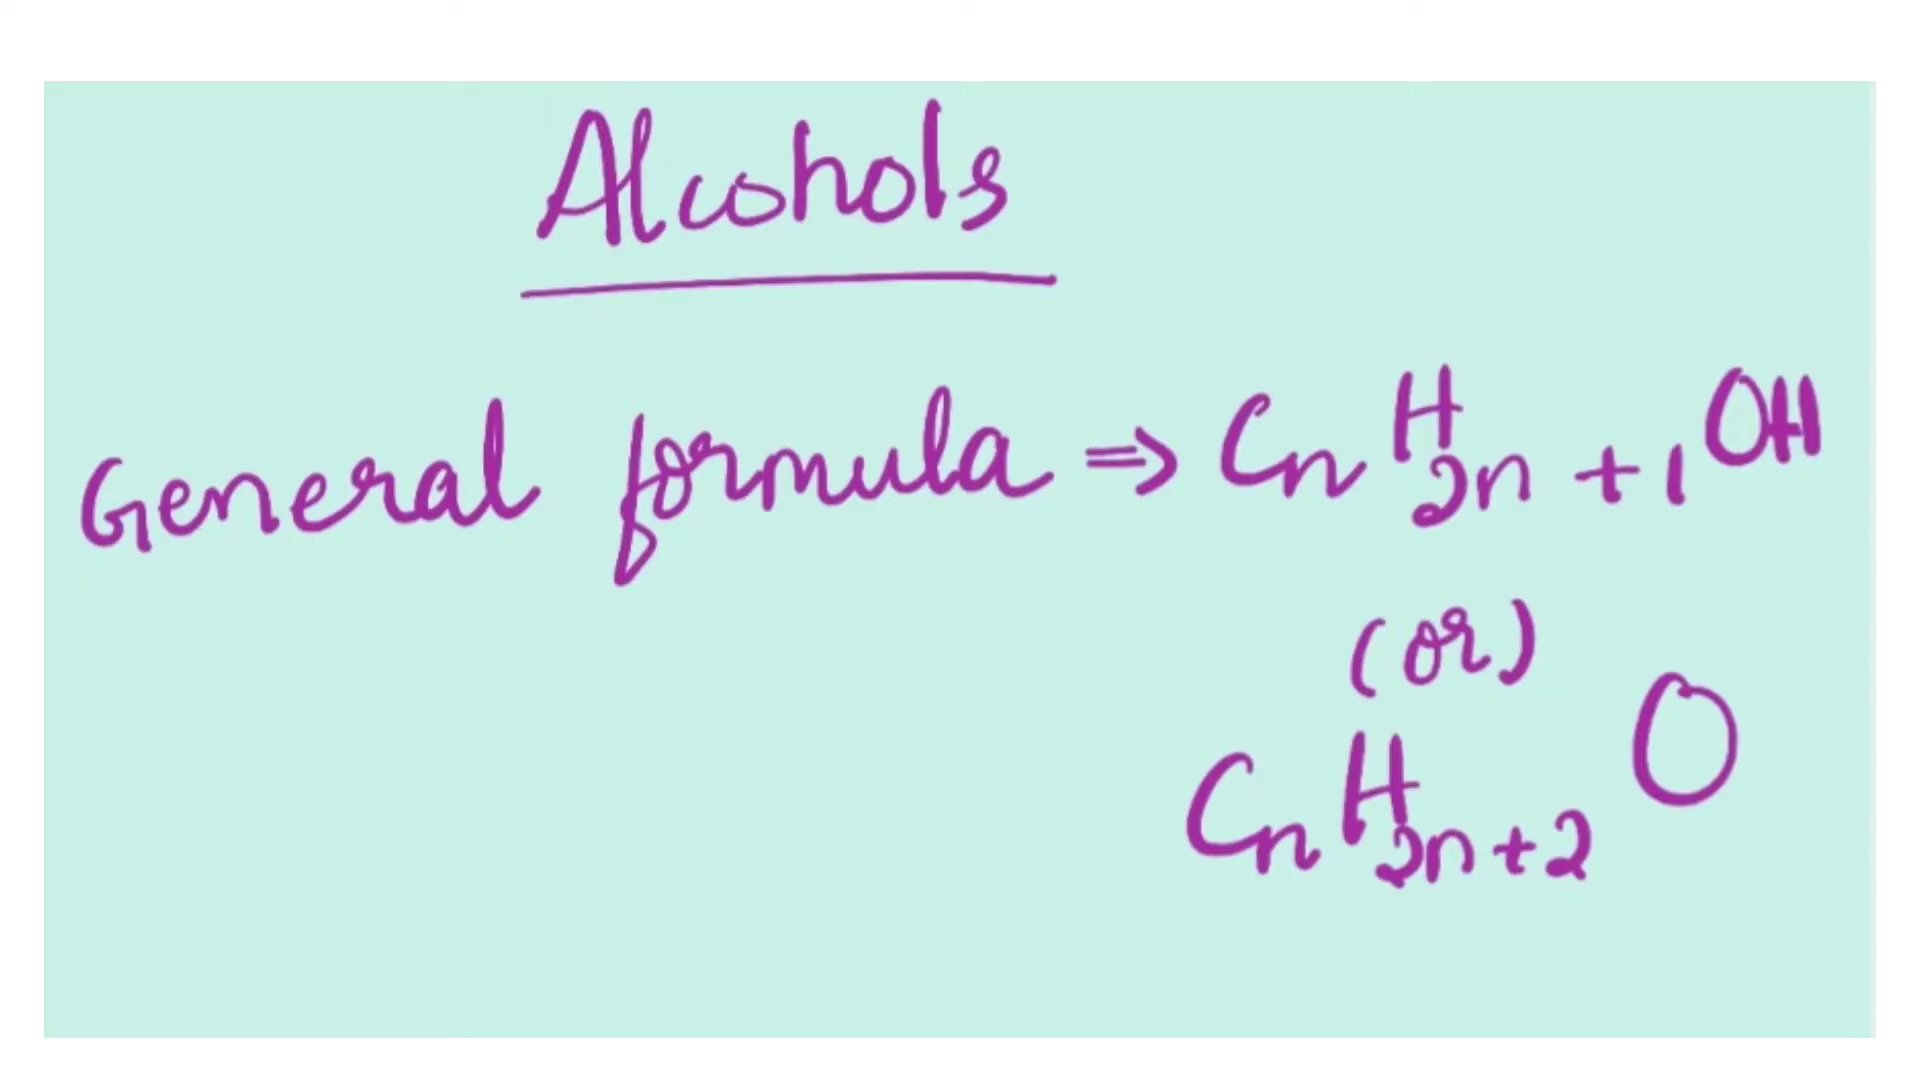 Alcohols
General formula ⇒ CnH2n+1OH
(or)
CnH2n+2O